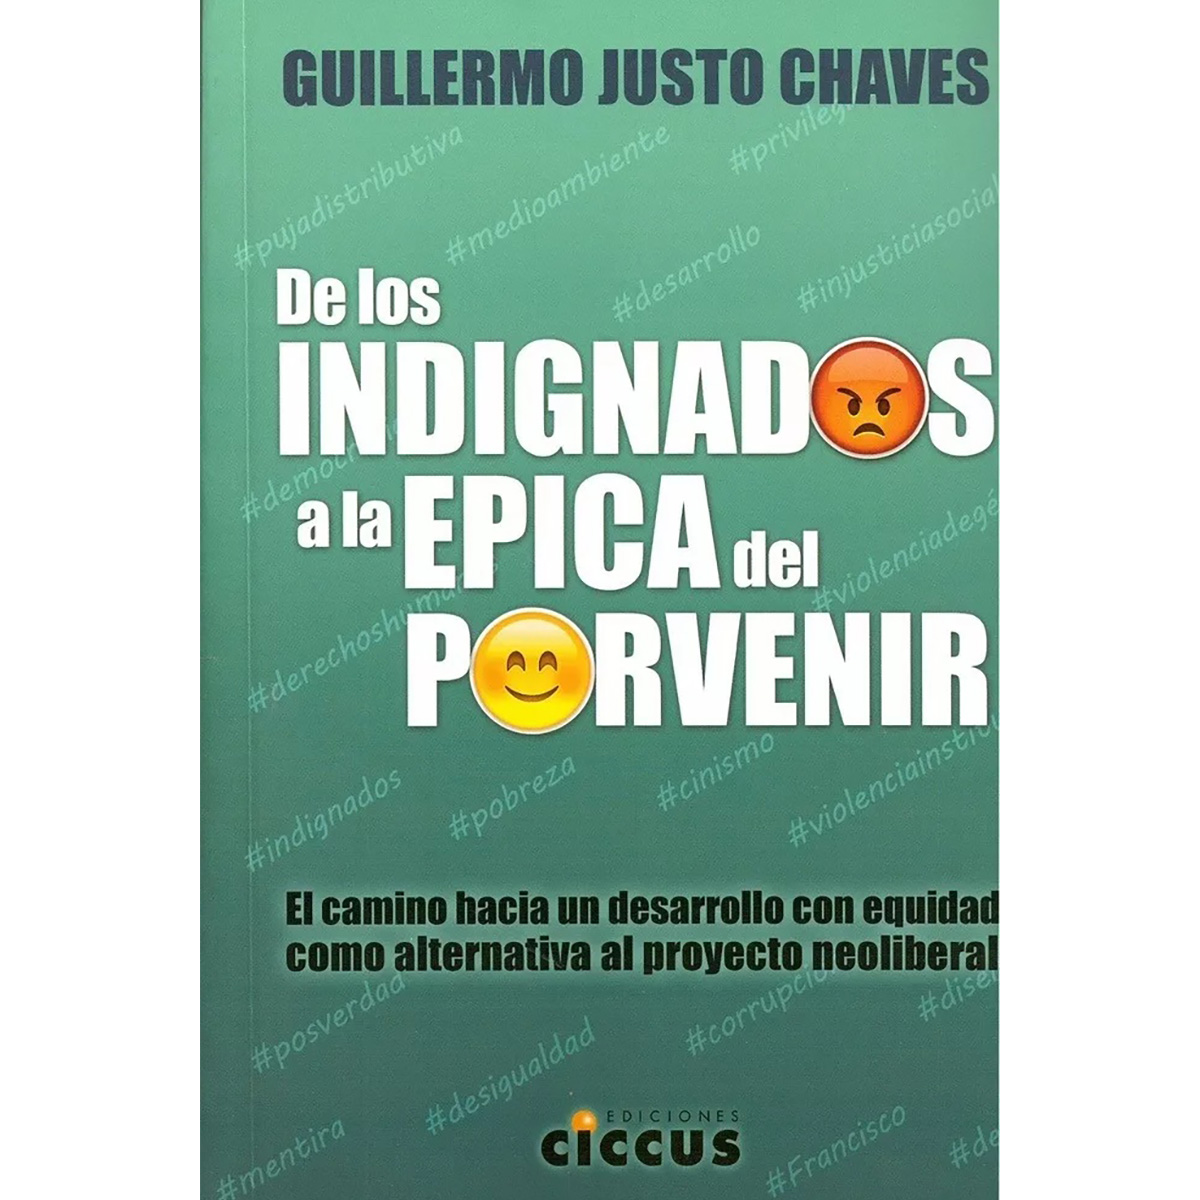 GUILLERMO JUSTO CHAVES
#pujadistributiva
#medioambiente
#desarrollo
#injusticiasocial
De los
INDIGNADOS
a la EPICA del
PORVENIR
#indignados
#pobreza
#cinismo
El camino hacia un desarrollo con equidad
como alternativa al proyecto neoliberal
#posverdad
#desigualdad
#mentira
#Francisco
EDICIONES
CICCUS